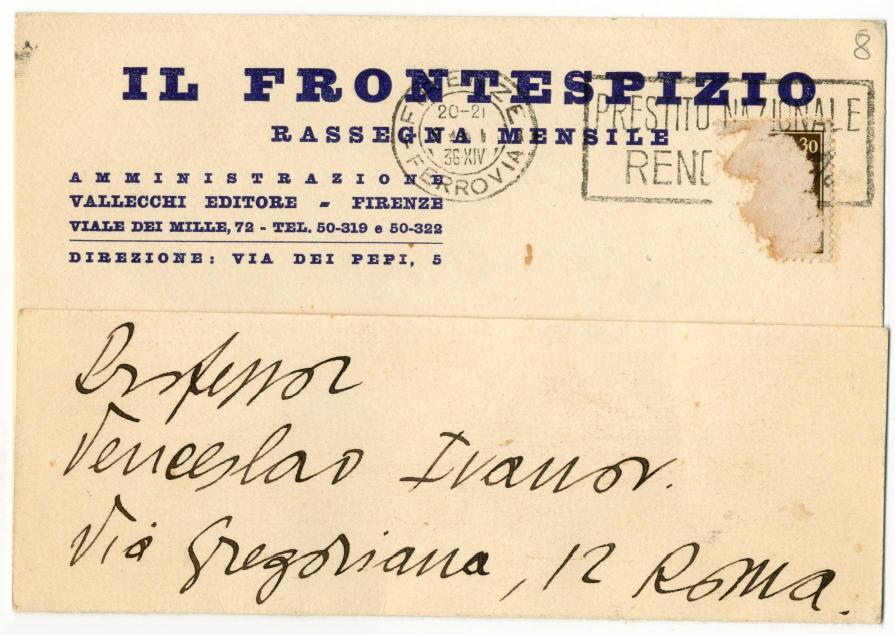 8
IL FRONTESPIZIO
RASSEGNA MENSILE
FIRENZE
20-21
36 XIV
FERROVIA
PRESTITO NAZIONALE
REND
30
AMMINISTRAZIONE
VALLECCHI EDITORE - FIRENZE
VIALE DEI MILLE, 72 - TEL. 50-319 e 50-322
DIREZIONE: VIA DEI PEPI, 5
Professor
Venceslao Ivanov.
Via Gregoriana, 12 Roma.